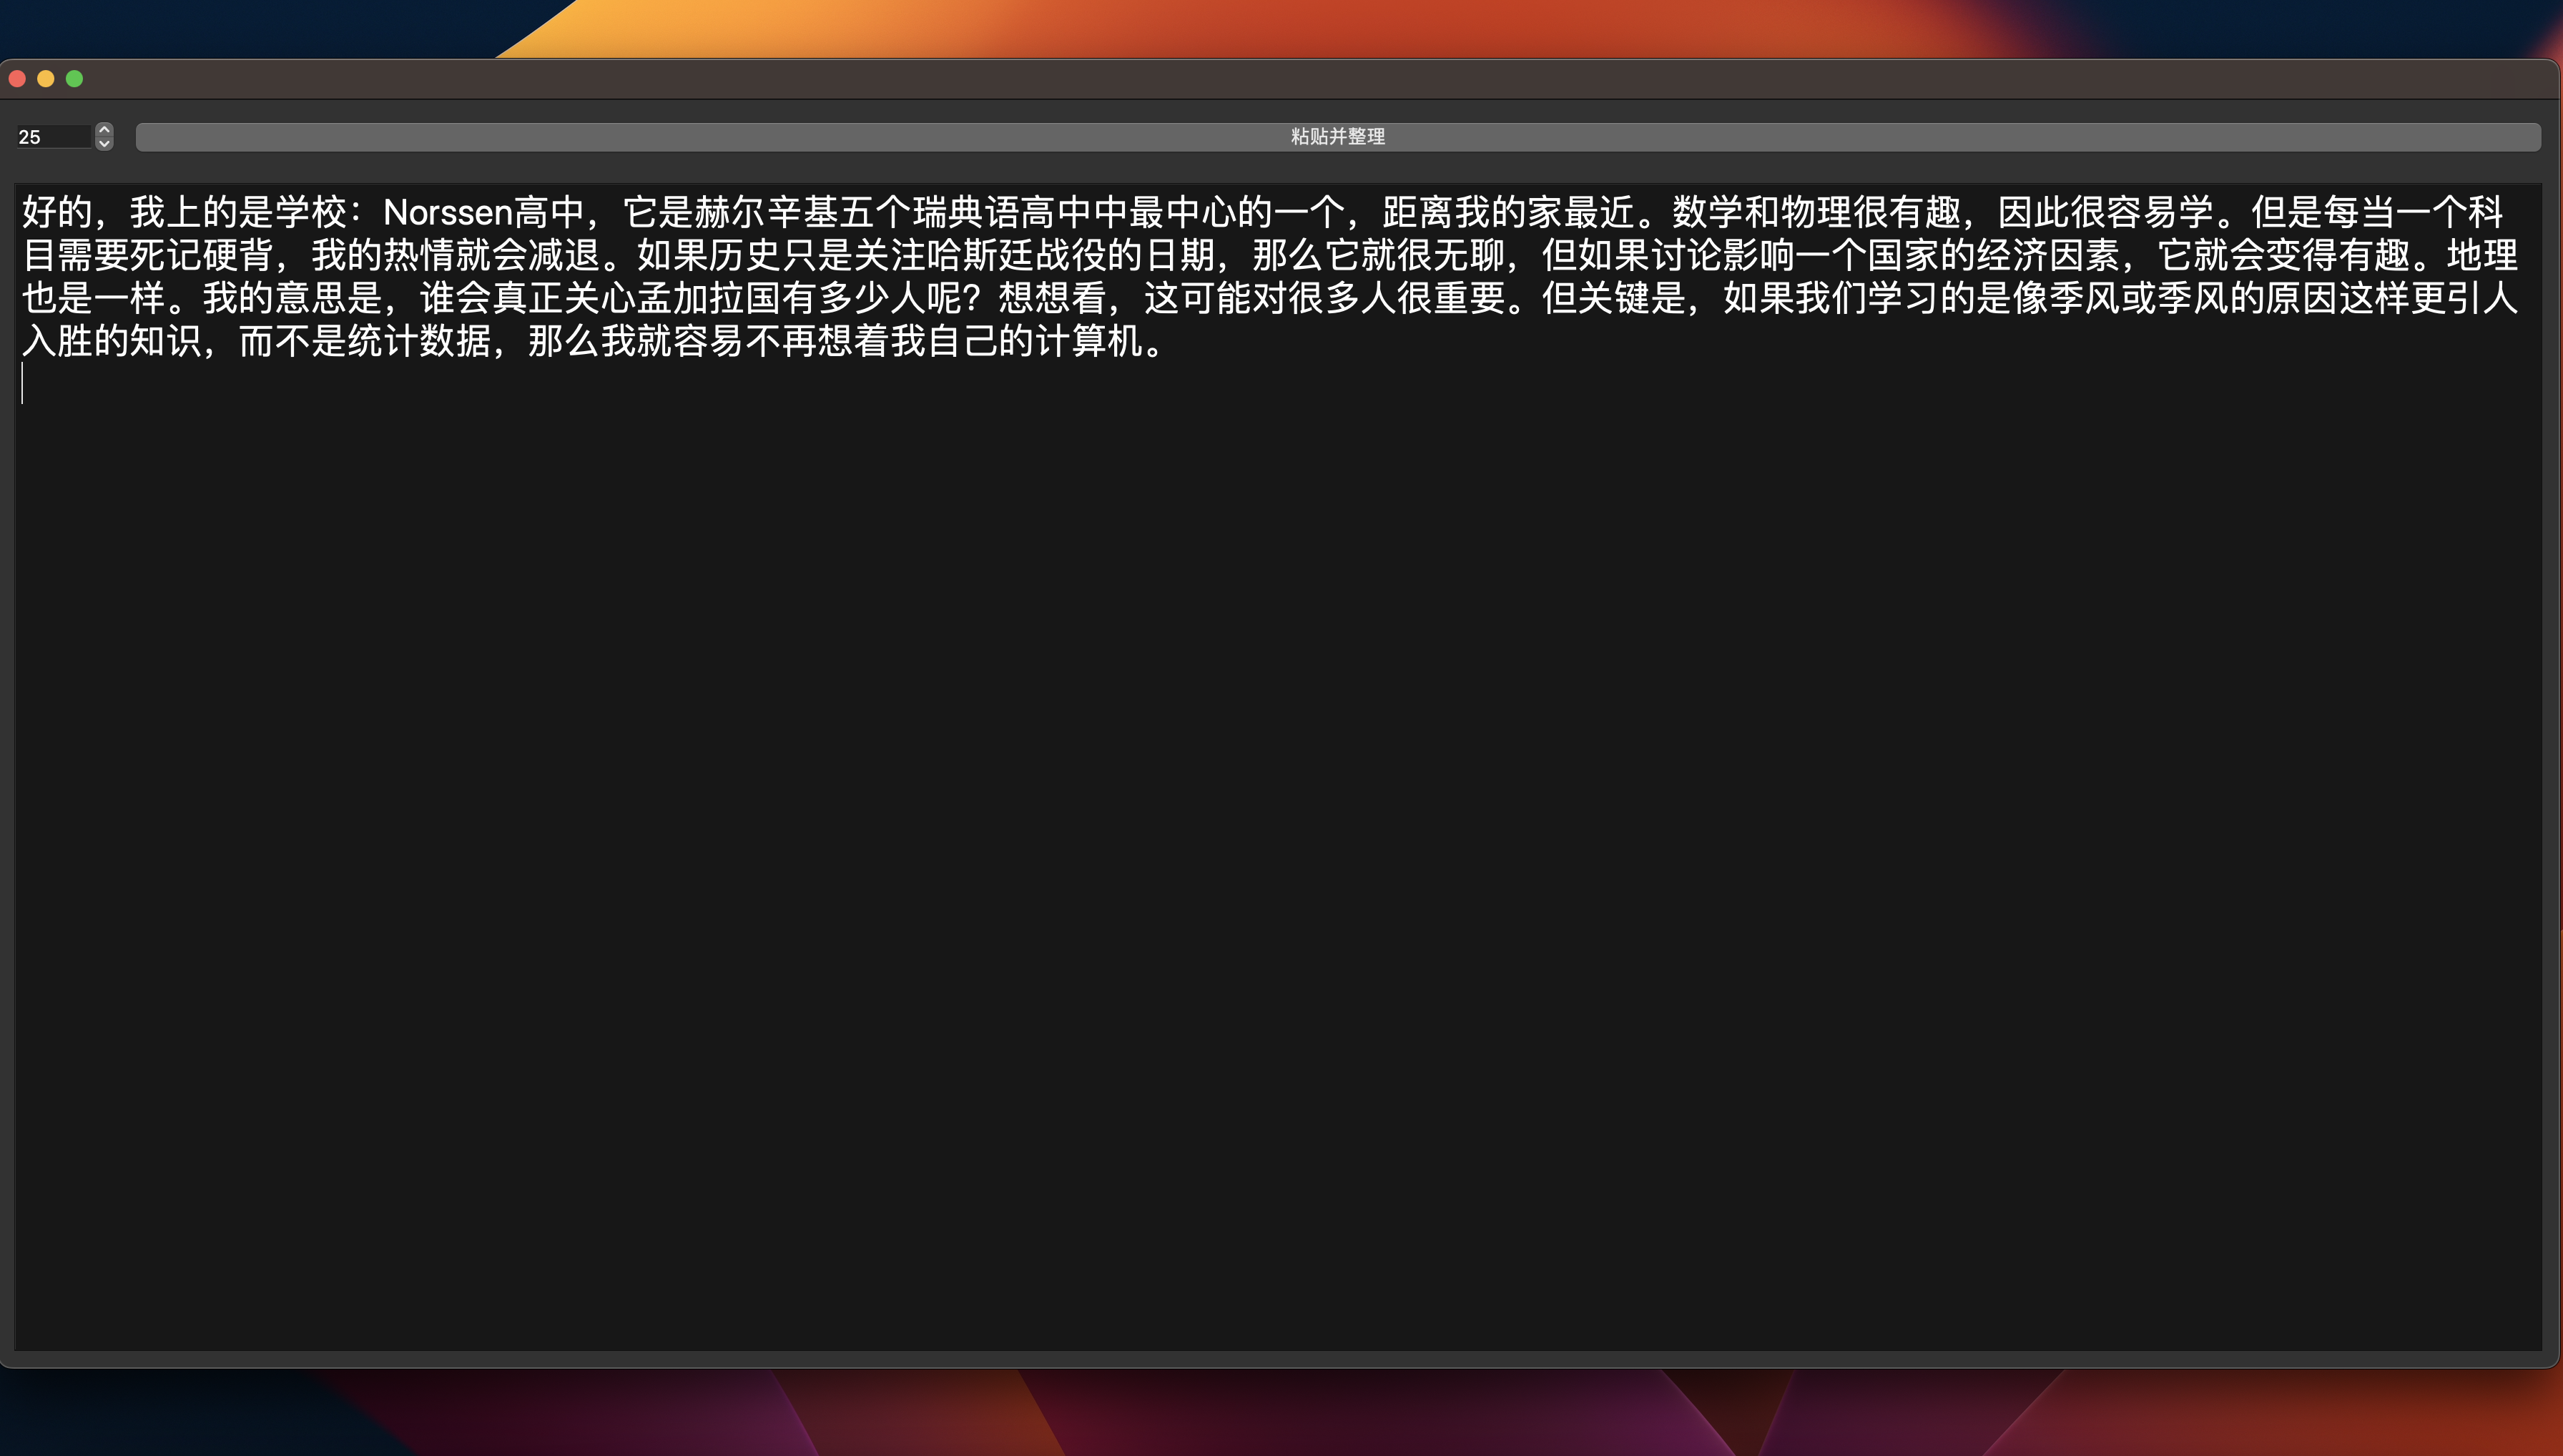 25
粘贴并整理
好的，我上的是学校：Norssen高中，它是赫尔辛基五个瑞典语高中中最中心的一个，距离我的家最近。数学和物理很有趣，因此很容易学。但是每当一个科
目需要死记硬背，我的热情就会减退。如果历史只是关注哈斯廷战役的日期，那么它就很无聊，但如果讨论影响一个国家的经济因素，它就会变得有趣。地理
也是一样。我的意思是，谁会真正关心孟加拉国有多少人呢？想想看，这可能对很多人很重要。但关键是，如果我们学习的是像季风或季风的原因这样更引人
入胜的知识，而不是统计数据，那么我就容易不再想着我自己的计算机。